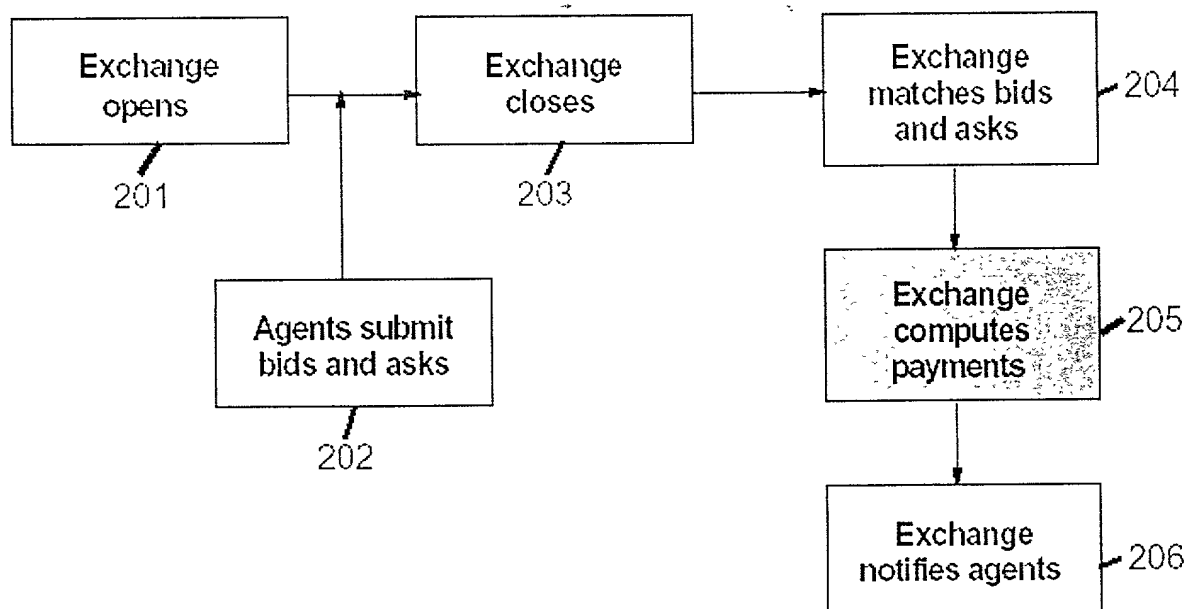 Exchange
opens
201
Agents submit
bids and asks
202
Exchange
closes
203
Exchange
matches bids
and asks
204
Exchange
computes
payments
205
Exchange
notifies agents
206